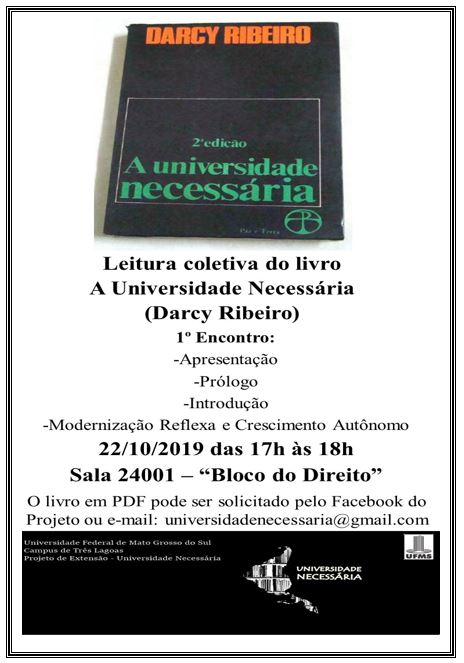 DARCY RIBEIRO
2ª edição
A universidade
necessária
Paz e Terra
Leitura coletiva do livro
A Universidade Necessária
(Darcy Ribeiro)
1º Encontro:
-Apresentação
-Prólogo
-Introdução
-Modernização Reflexa e Crescimento Autônomo
22/10/2019 das 17h às 18h
Sala 24001 – “Bloco do Direito”
O livro em PDF pode ser solicitado pelo Facebook do
Projeto ou e-mail: universidadenecessaria@gmail.com
Universidade Federal de Mato Grosso do Sul
Campus de Três Lagoas
Projeto de Extensão - Universidade Necessária
UNIVERSIDADE
NECESSÁRIA
UFMS